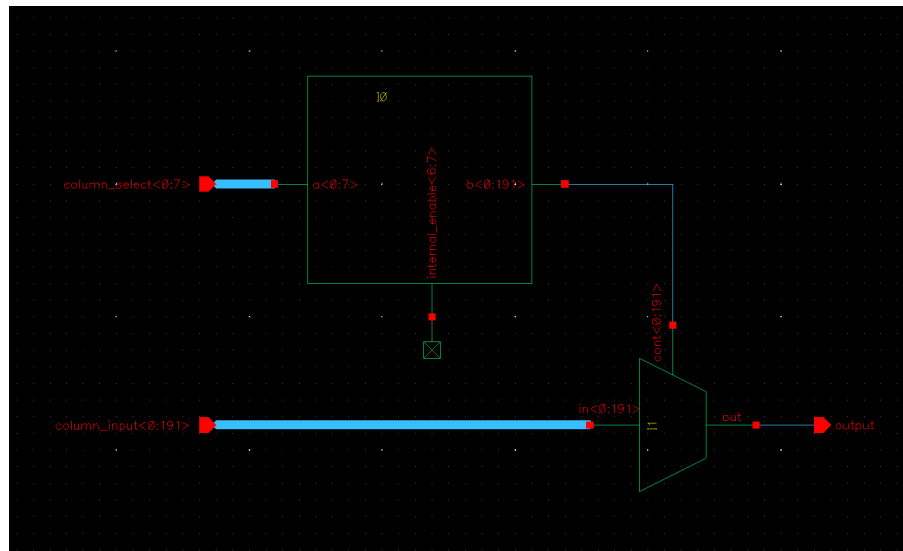 I0
column_select<0:7>
a<0:7>
internal_enable<6:7>
b<0:191>
cont<0:191>
column_input<0:191>
in<0:191>
I1
out
output